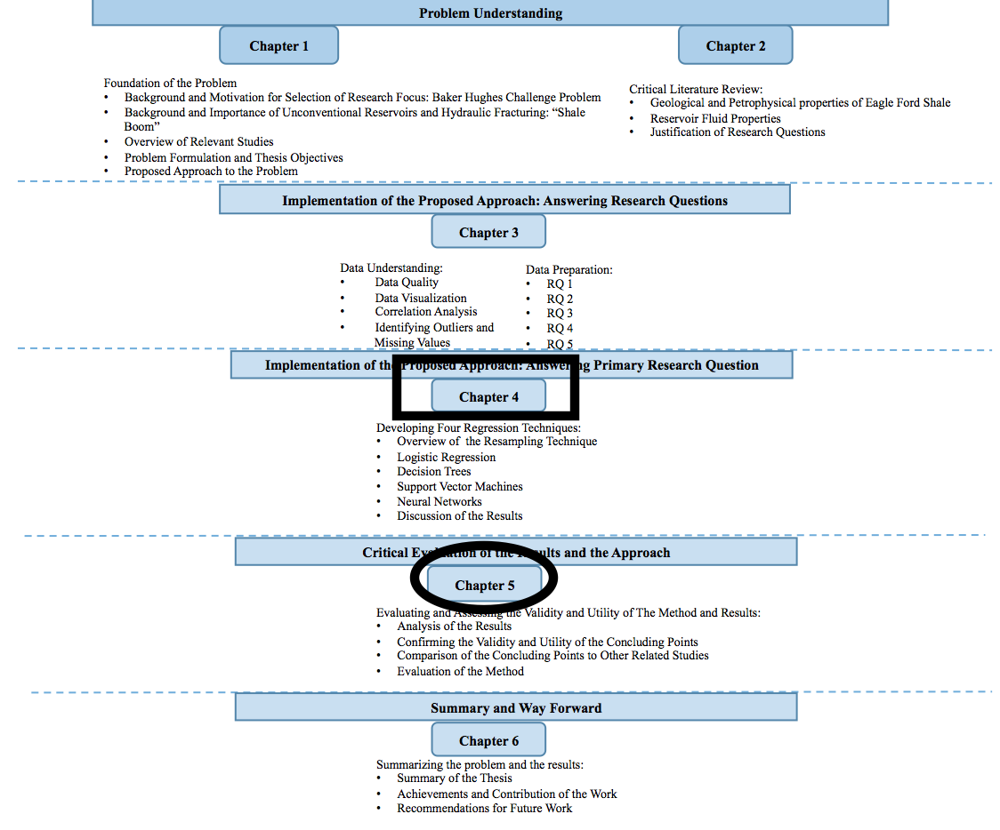 Problem Understanding
Chapter 1
Chapter 2
Foundation of the Problem
• Background and Motivation for Selection of Research Focus: Baker Hughes Challenge Problem
• Background and Importance of Unconventional Reservoirs and Hydraulic Fracturing: “Shale
Boom”
• Overview of Relevant Studies
• Problem Formulation and Thesis Objectives
• Proposed Approach to the Problem
Critical Literature Review:
• Geological and Petrophysical properties of Eagle Ford Shale
• Reservoir Fluid Properties
• Justification of Research Questions
Implementation of the Proposed Approach: Answering Research Questions
Chapter 3
Data Understanding:
• Data Quality
• Data Visualization
• Correlation Analysis
• Identifying Outliers and
Missing Values
Data Preparation:
• RQ 1
• RQ 2
• RQ 3
• RQ 4
• RQ 5
Implementation of the Proposed Approach: Answering Primary Research Question
Chapter 4
Developing Four Regression Techniques:
• Overview of the Resampling Technique
• Logistic Regression
• Decision Trees
• Support Vector Machines
• Neural Networks
• Discussion of the Results
Critical Evaluation of the Results and the Approach
Chapter 5
Evaluating and Assessing the Validity and Utility of The Method and Results:
• Analysis of the Results
• Confirming the Validity and Utility of the Concluding Points
• Comparison of the Concluding Points to Other Related Studies
• Evaluation of the Method
Summary and Way Forward
Chapter 6
Summarizing the problem and the results:
• Summary of the Thesis
• Achievements and Contribution of the Work
• Recommendations for Future Work